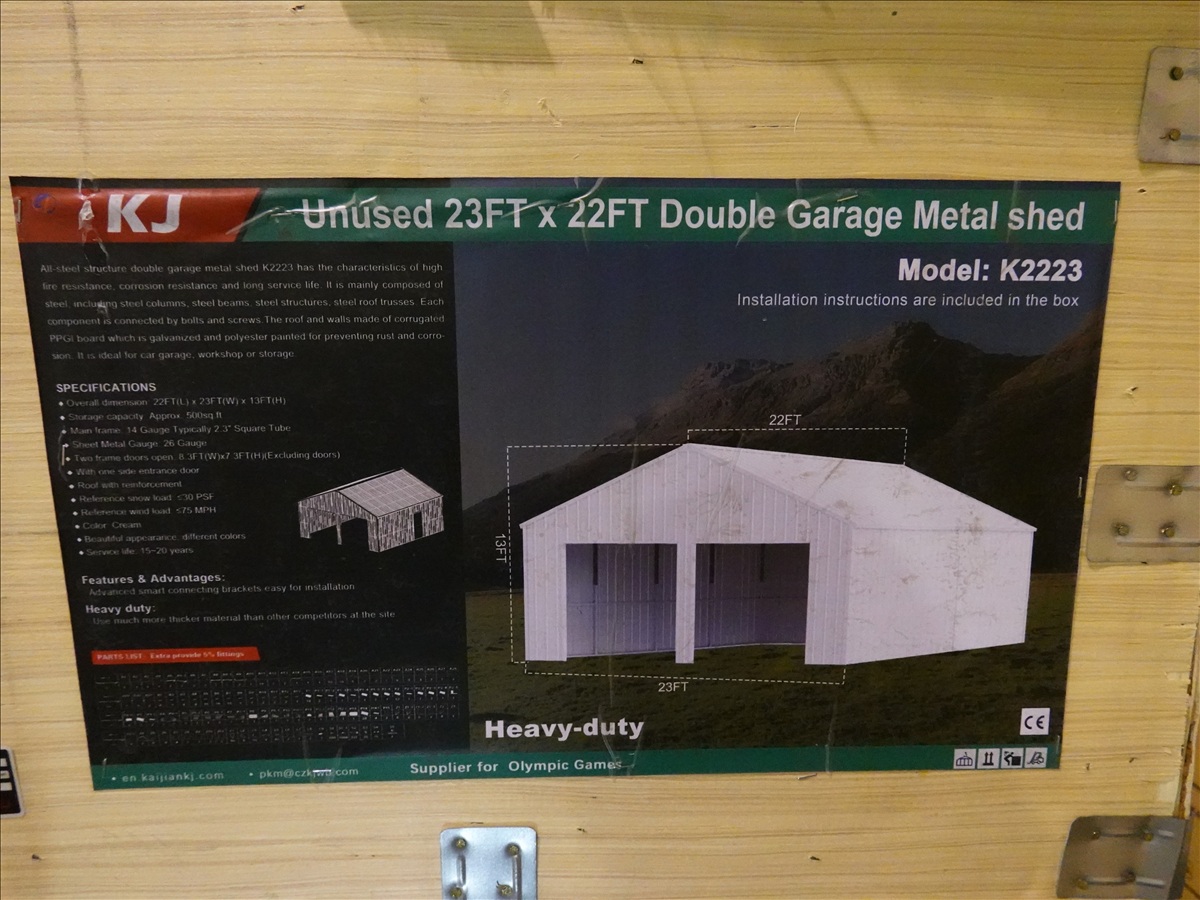 KJ
Unused 23FT x 22FT Double Garage Metal shed
All-steel structure double garage metal shed K2223 has the characteristics of high
fire resistance, corrosion resistance and long service life. It is mainly composed of
steel, including steel columns, steel beams, steel structures, steel roof trusses. Each
component is connected by bolts and screws. The roof and walls made of corrugated
PPGI board which is galvanized and polyester painted for preventing rust and corro-
sion. It is ideal for car garage, workshop or storage.
SPECIFICATIONS
• Overall dimension: 22FT(L) x 23FT(W) x 13FT(H)
• Storage capacity: Approx. 500sq.ft
• Main frame: 14 Gauge Typically 2.3" Square Tube
• Sheet Metal Gauge: 26 Gauge
• Two frame doors open: 8.3FT(W)x7.3FT(H)(Excluding doors)
• With one side entrance door
• Roof with reinforcement
• Reference snow load: ≤30 PSF
• Reference wind load: ≤75 MPH
• Color: Cream
• Beautiful appearance: different colors
• Service life: 15~20 years
Features & Advantages:
Advanced smart connecting brackets easy for installation
Heavy duty:
Use much more thicker material than other competitors at the site
PARTS LIST: Extra provide 5% fittings
Model: K2223
Installation instructions are included in the box
22FT
13FT
23FT
Heavy-duty
CE
• en.kaijiankj.com
• pkm@cz .com
Supplier for Olympic Games